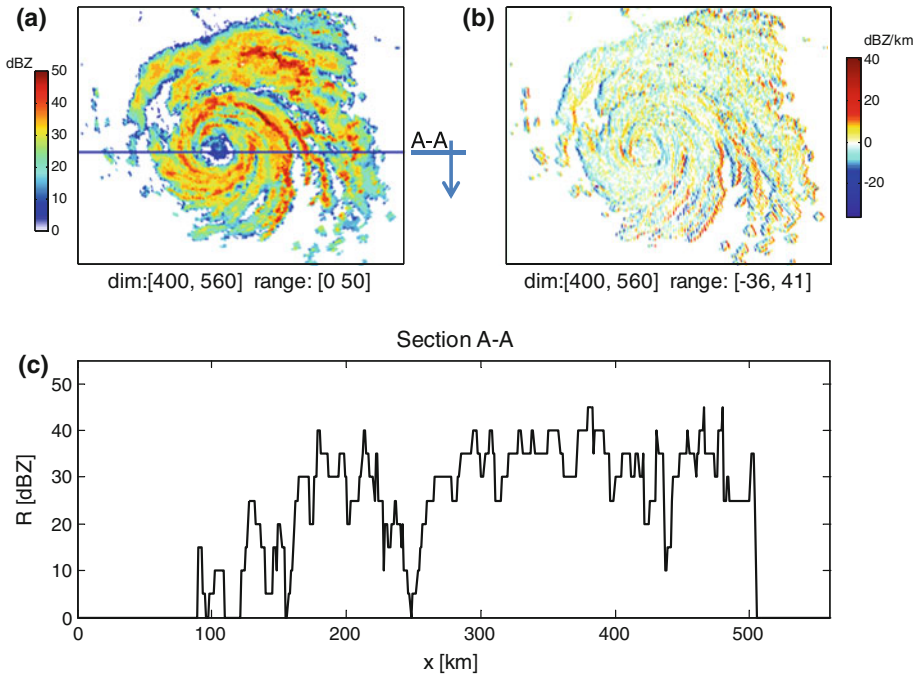 (a)
dBZ
50
40
30
20
10
0
A-A
dim:[400, 560] range: [0 50]
(b)
dBZ/km
40
20
0
-20
dim:[400, 560] range: [-36, 41]
Section A-A
(c)
R [dBZ]
50
40
30
20
10
0
0 100 200 300 400 500
x [km]